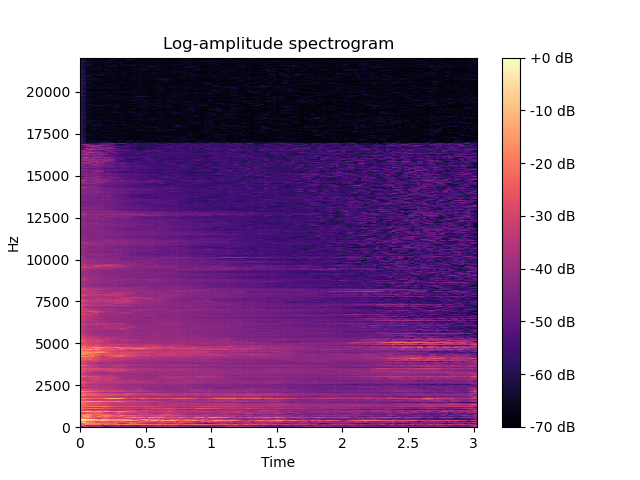 Log-amplitude spectrogram
Hz
20000
17500
15000
12500
10000
7500
5000
2500
0
0 0.5 1 1.5 2 2.5 3
Time
+0 dB
-10 dB
-20 dB
-30 dB
-40 dB
-50 dB
-60 dB
-70 dB